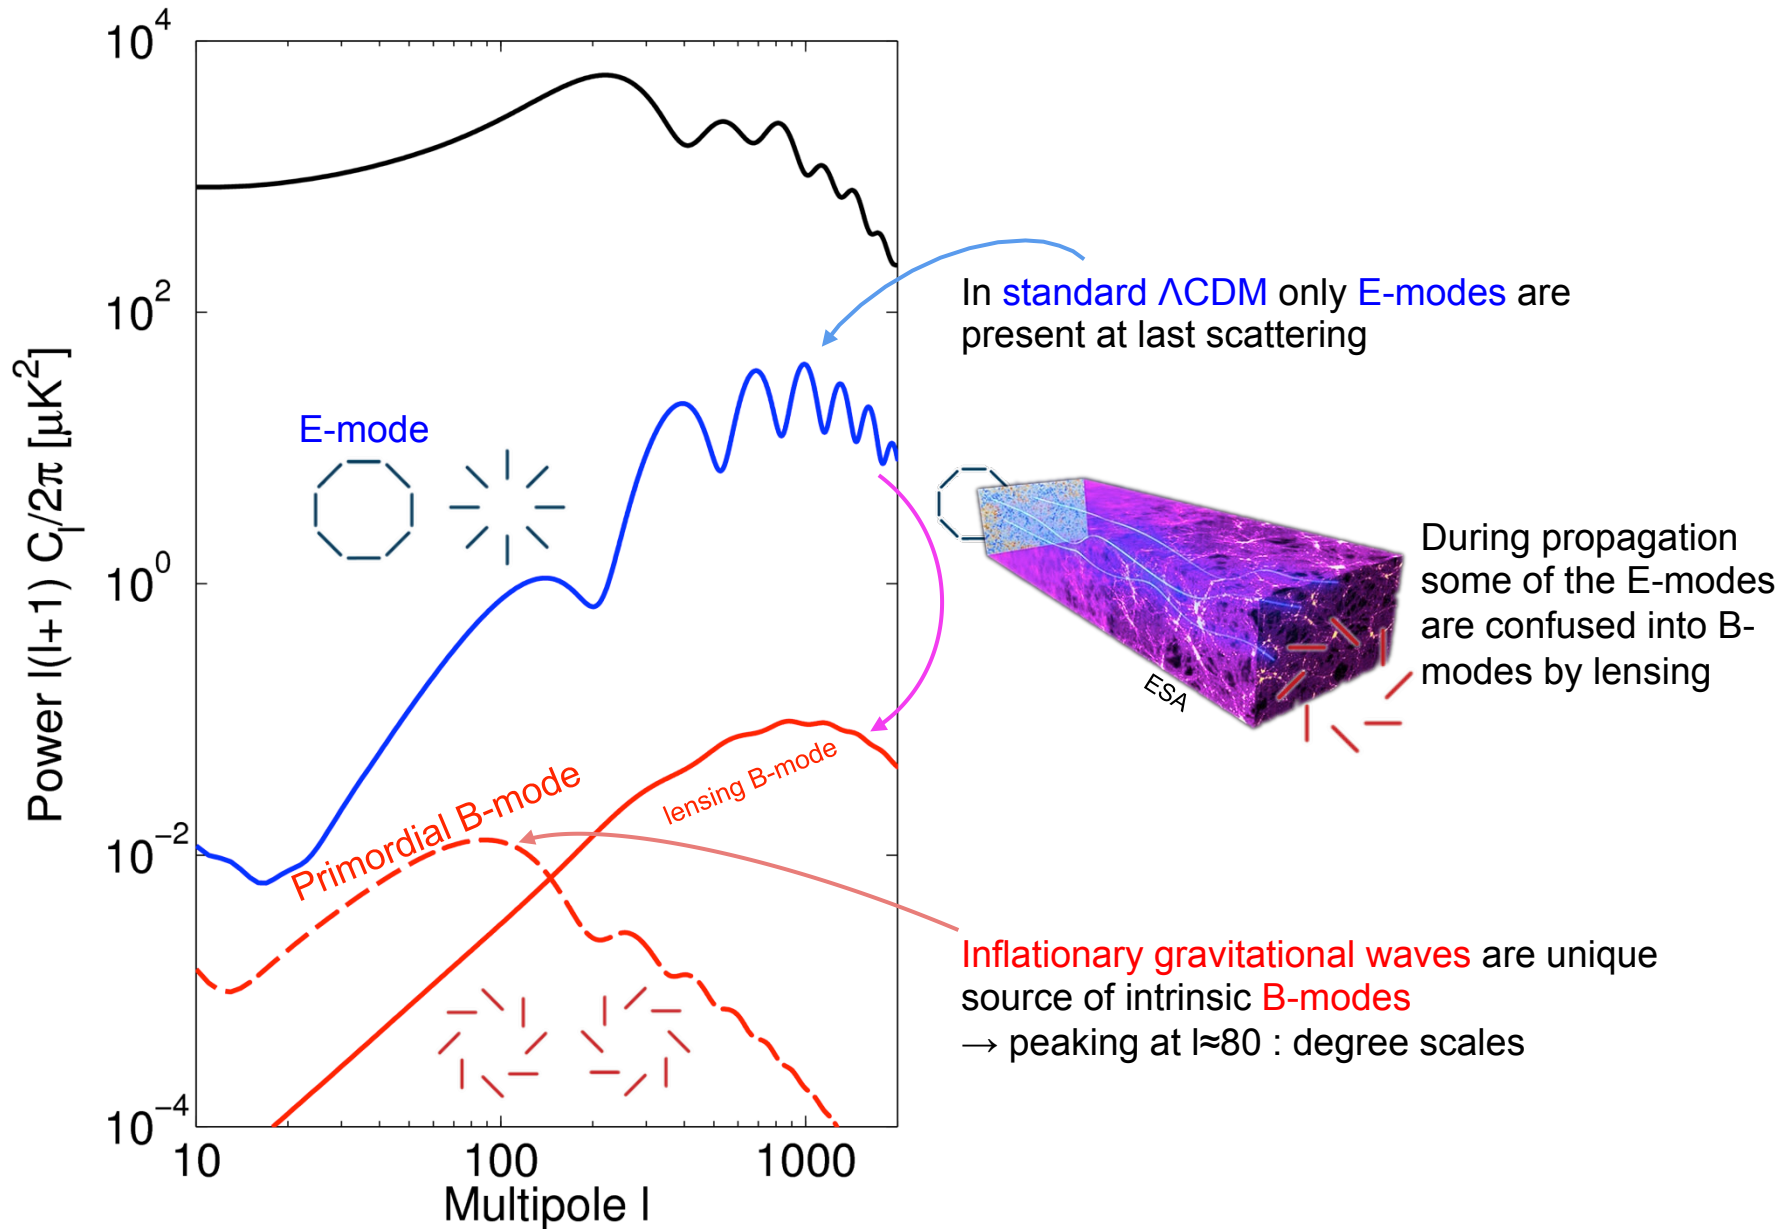 10^4
10^2
10^0
10^−2
10^−4
Power l(l+1) C_l/2π [μK^2]
10
100
1000
Multipole l
E-mode
Primordial B-mode
lensing B-mode
In standard ΛCDM only E-modes are
present at last scattering
ESA
During propagation
some of the E-modes
are confused into B-
modes by lensing
Inflationary gravitational waves are unique
source of intrinsic B-modes
→ peaking at l≈80 : degree scales